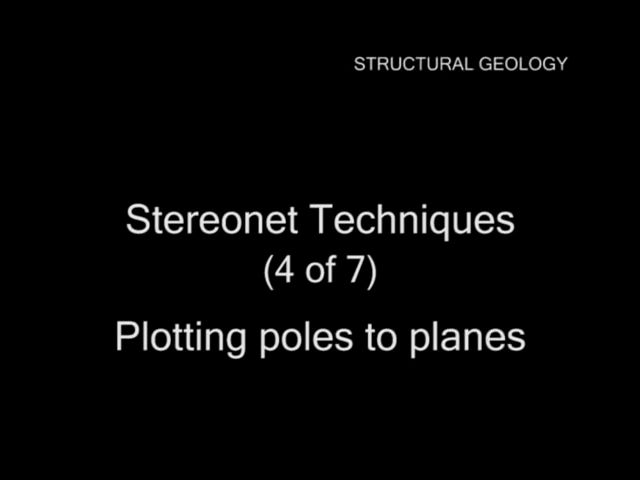 STRUCTURAL GEOLOGY
Stereonet Techniques
(4 of 7)
Plotting poles to planes